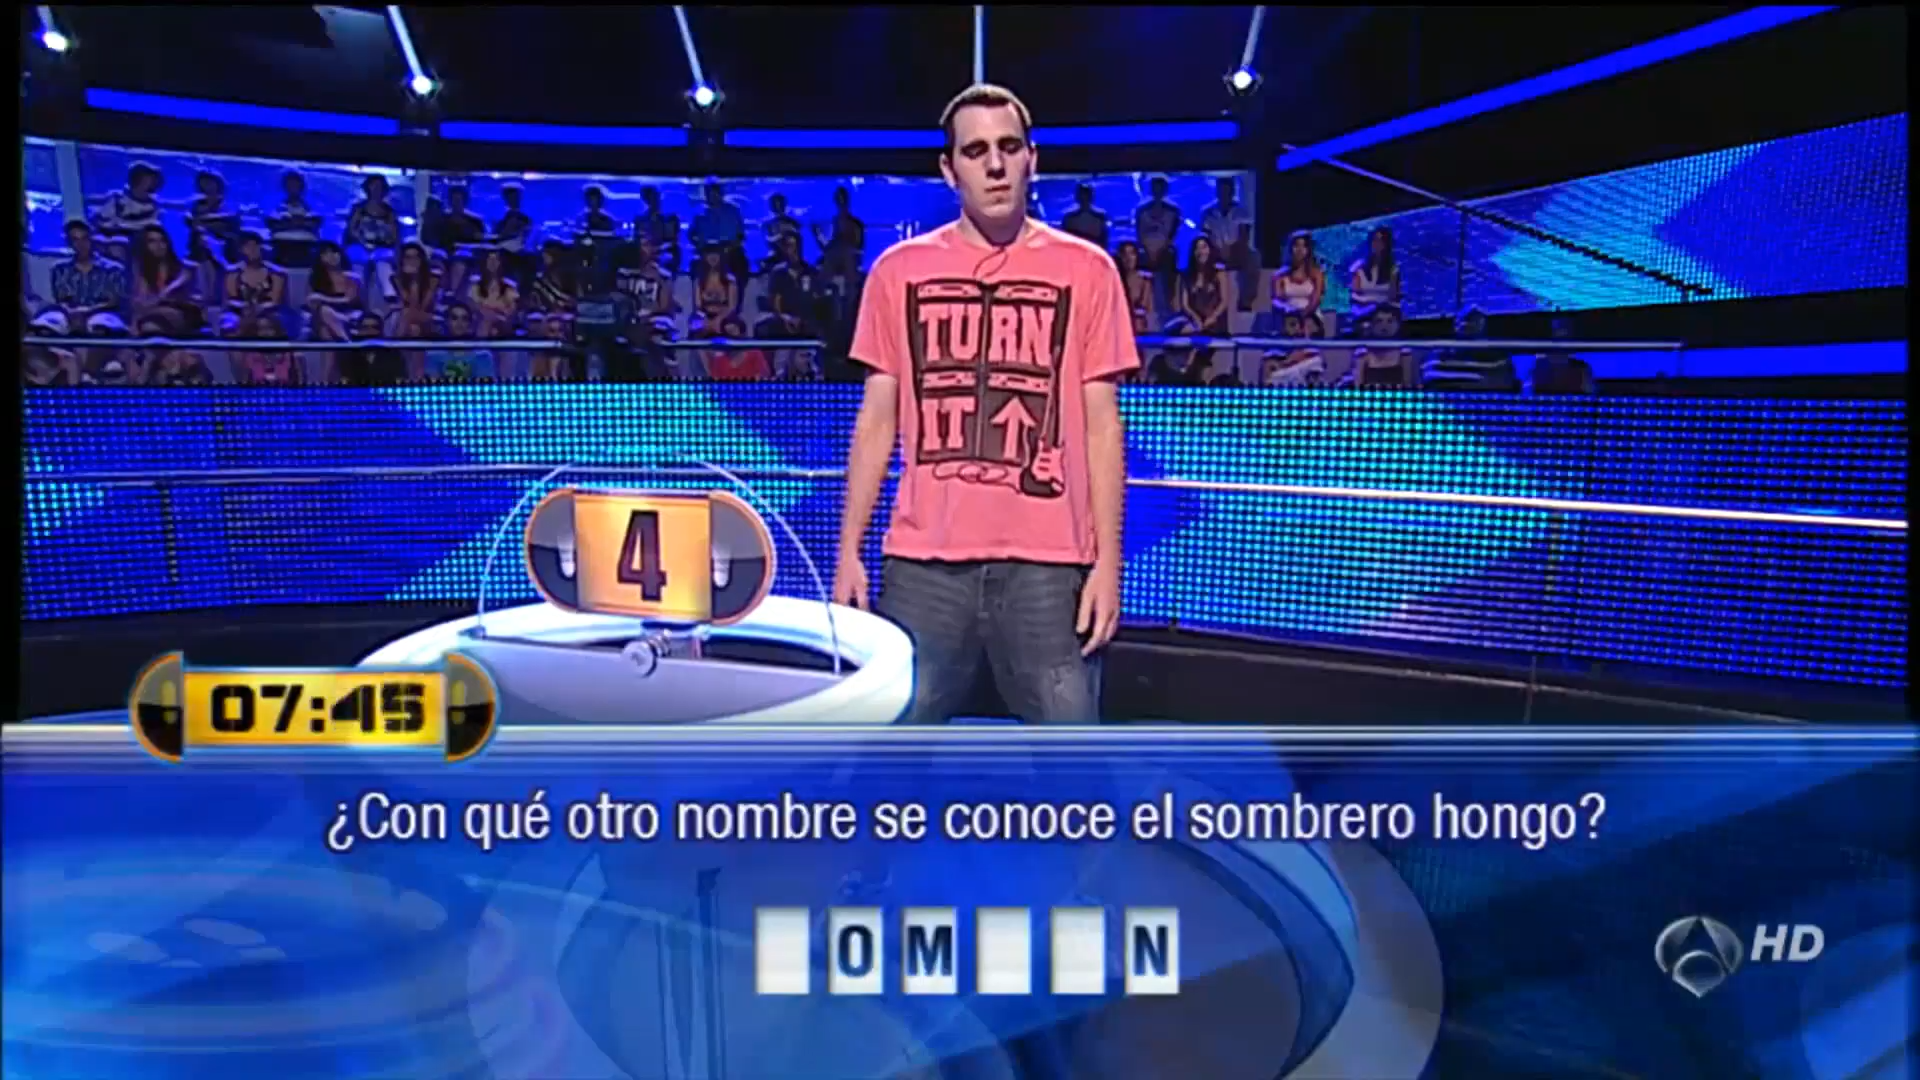 TURN
IT
4
07:45
¿Con qué otro nombre se conoce el sombrero hongo?
OM N
HD